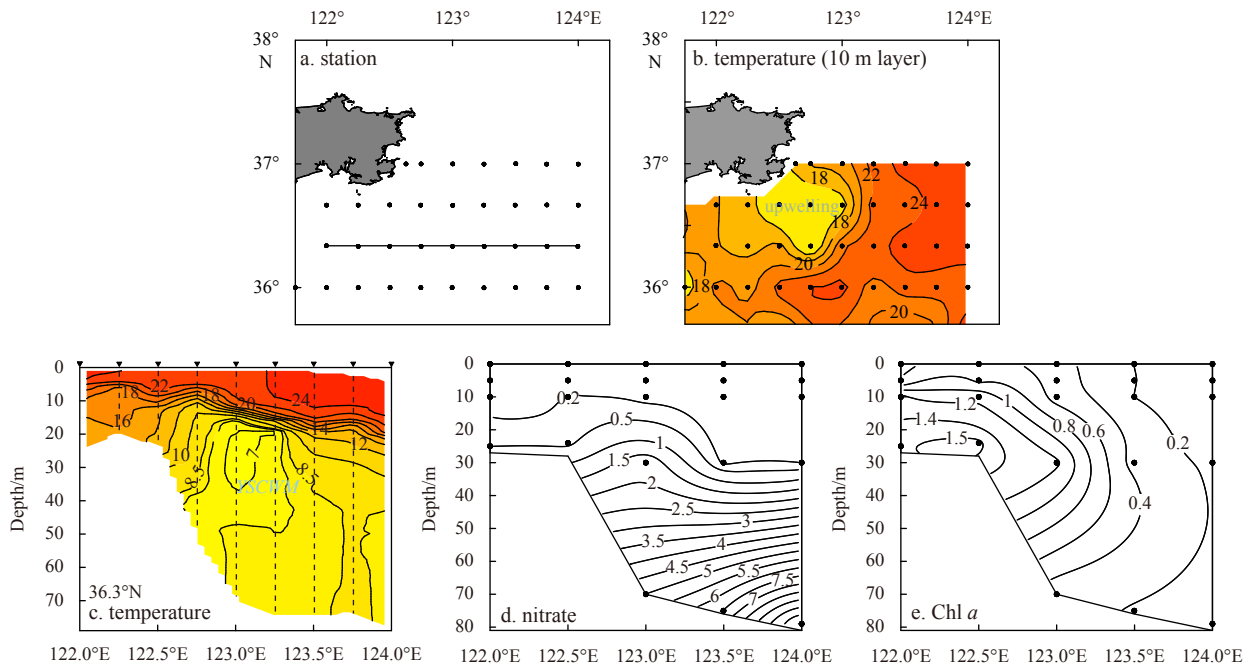 122° 123° 124°E 122° 123° 124°E
38° N a. station
37°
36°
38° N b. temperature (10 m layer)
37°
36°
18 22
24
upwelling
18
20
18
20
0
10
20
30
40
50
60
70
Depth/m
22 24
18 18 20
16 14 12
10 7
8.5 8.5
YSCWM
36.3°N
c. temperature
122.0°E 122.5°E 123.0°E 123.5°E 124.0°E
0
10
20
30
40
50
60
70
80
Depth/m
0.2
0.5
1
1.5
2
2.5
3
3.5 4
4.5 5 5.5 7.5
6 7
d. nitrate
122.0°E 122.5°E 123.0°E 123.5°E 124.0°E
0
10
20
30
40
50
60
70
80
Depth/m
1.2 1
1.4 0.8 0.6 0.2
1.5
0.4
e. Chl a
122.0°E 122.5°E 123.0°E 123.5°E 124.0°E